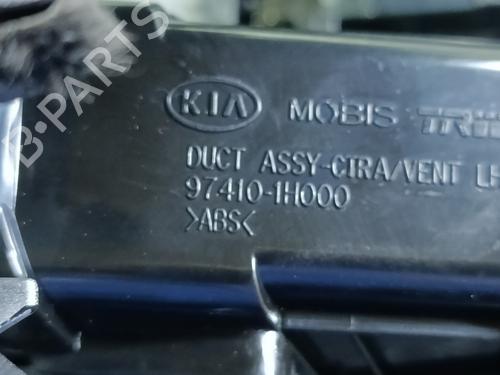 B-PARTS
KIA MOBIS
DUCT ASSY-CTRA/VENT LH
97410-1H000
>ABS<